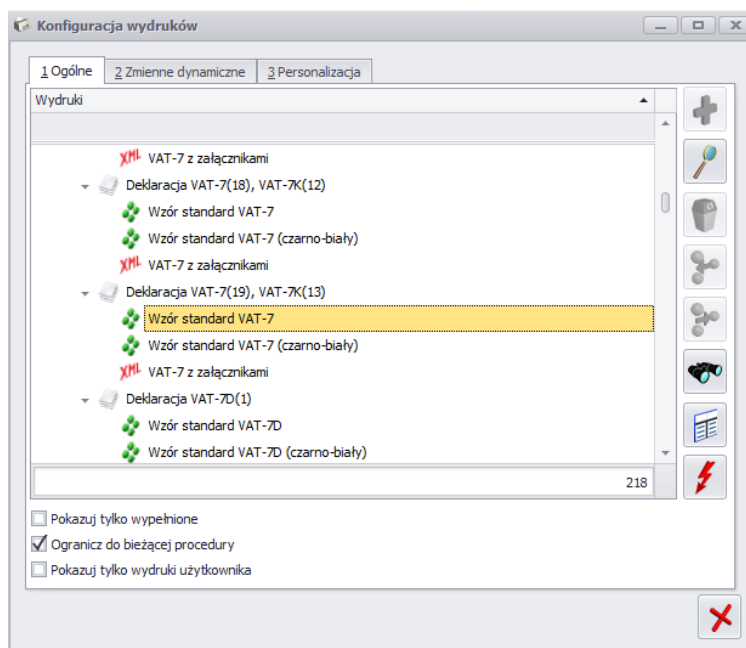 Konfiguracja wydruków
1 Ogólne 2 Zmienne dynamiczne 3 Personalizacja
Wydruki
XML VAT-7 z załącznikami
Deklaracja VAT-7(18), VAT-7K(12)
Wzór standard VAT-7
Wzór standard VAT-7 (czarno-biały)
XML VAT-7 z załącznikami
Deklaracja VAT-7(19), VAT-7K(13)
Wzór standard VAT-7
Wzór standard VAT-7 (czarno-biały)
XML VAT-7 z załącznikami
Deklaracja VAT-7D(1)
Wzór standard VAT-7D
Wzór standard VAT-7D (czarno-biały)
218
Pokazuj tylko wypełnione
Ogranicz do bieżącej procedury
Pokazuj tylko wydruki użytkownika